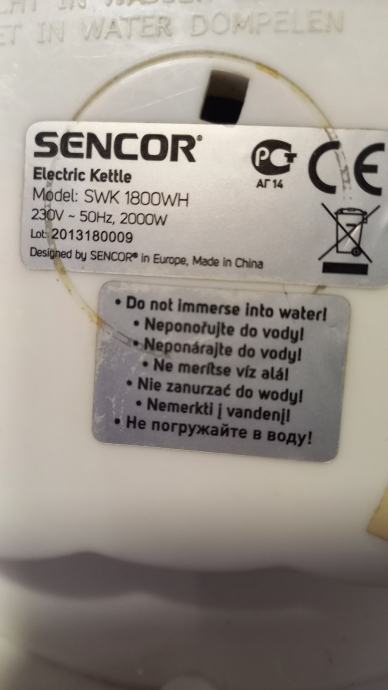 IN WATER DOMPELEN
SENCOR®
Electric Kettle
Model: SWK 1800WH
230V ~ 50Hz, 2000W
Lot: 2013180009
Designed by SENCOR® in Europe, Made in China
PCT
АГ14
CE
• Do not immerse into water!
• Neponořujte do vody!
• Neponárajte do vody!
• Ne merítse víz alá!
• Nie zanurzać do wody!
• Nemerkti į vandenį!
• Не погружайте в воду!